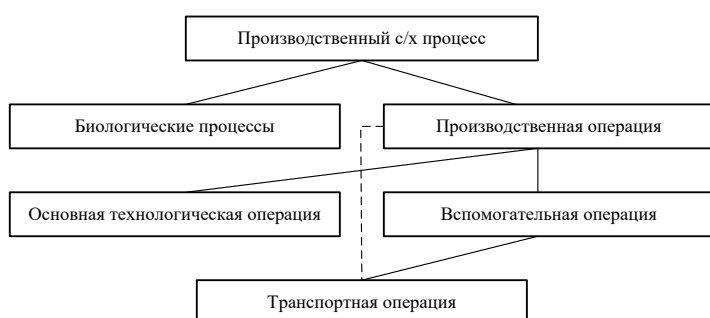 Производственный с/х процесс
Биологические процессы
Производственная операция
Основная технологическая операция
Вспомогательная операция
Транспортная операция